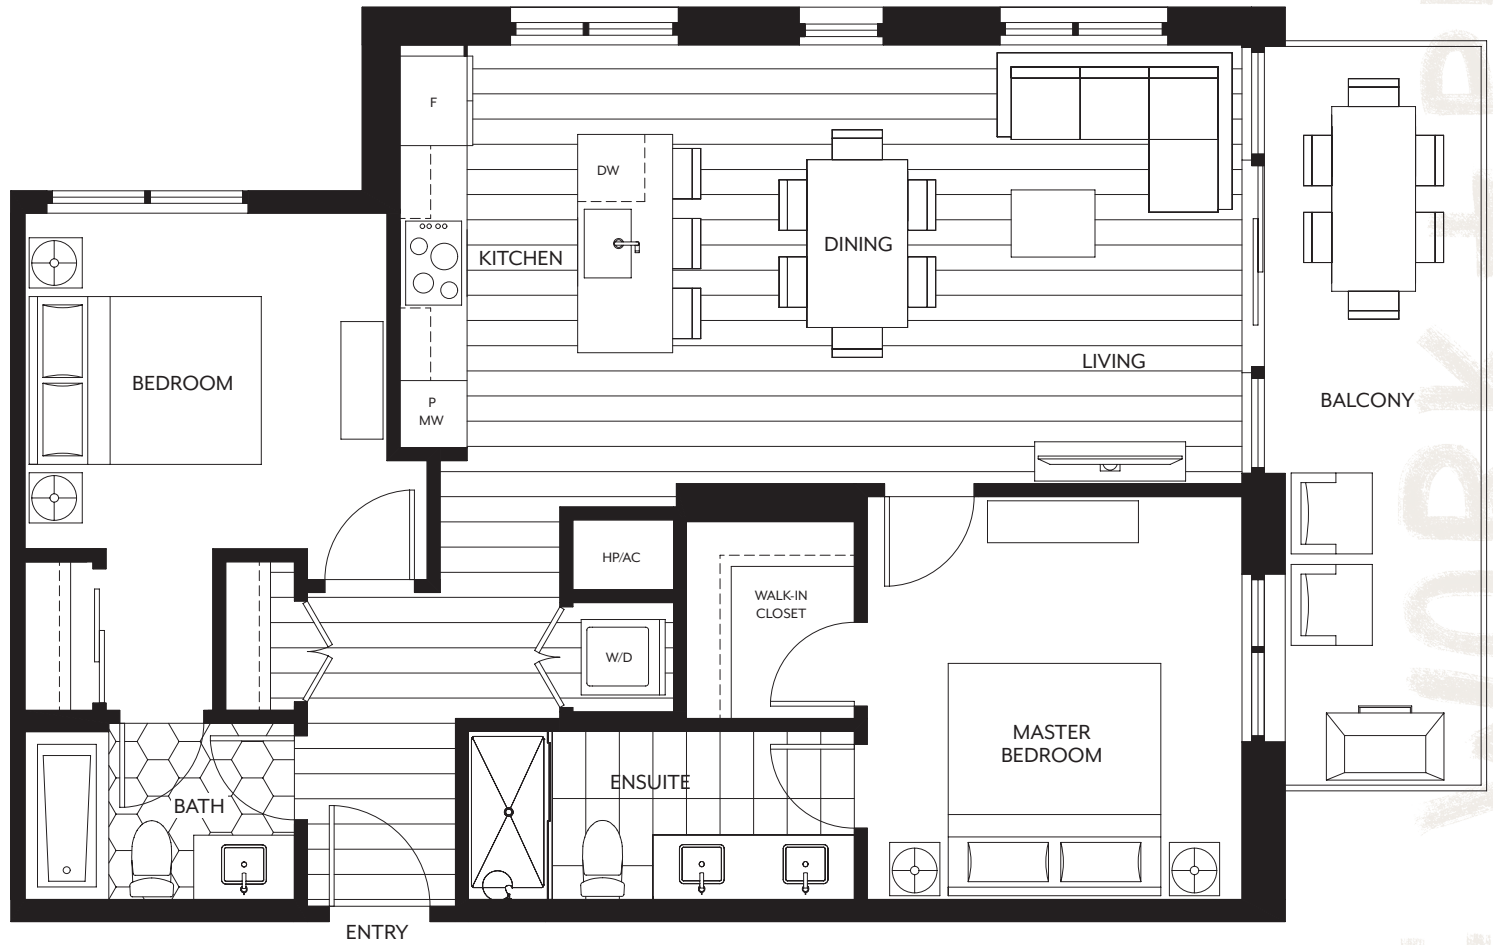 F
DW
KITCHEN
DINING
LIVING
P
MW
BEDROOM
BALCONY
HP/AC
WALK-IN
CLOSET
W/D
MASTER
BEDROOM
ENSUITE
BATH
ENTRY